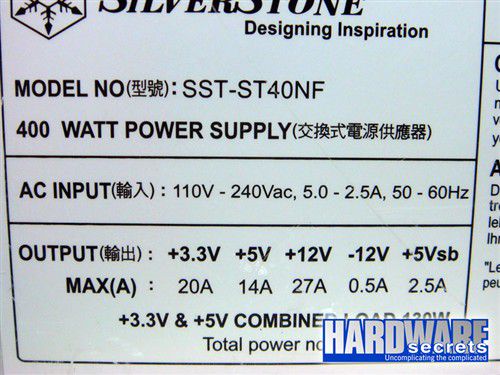 SILVERSTONE
Designing Inspiration
MODEL NO(型號): SST-ST40NF
400 WATT POWER SUPPLY(交換式電源供應器)
AC INPUT(輸入): 110V - 240Vac, 5.0 - 2.5A, 50 - 60Hz
OUTPUT(輸出): +3.3V +5V +12V -12V +5Vsb
MAX(A): 20A 14A 27A 0.5A 2.5A
+3.3V & +5V COMBINED LOAD 130W
Total power
"Le
HARDWARE
secrets
Uncomplicating the complicated